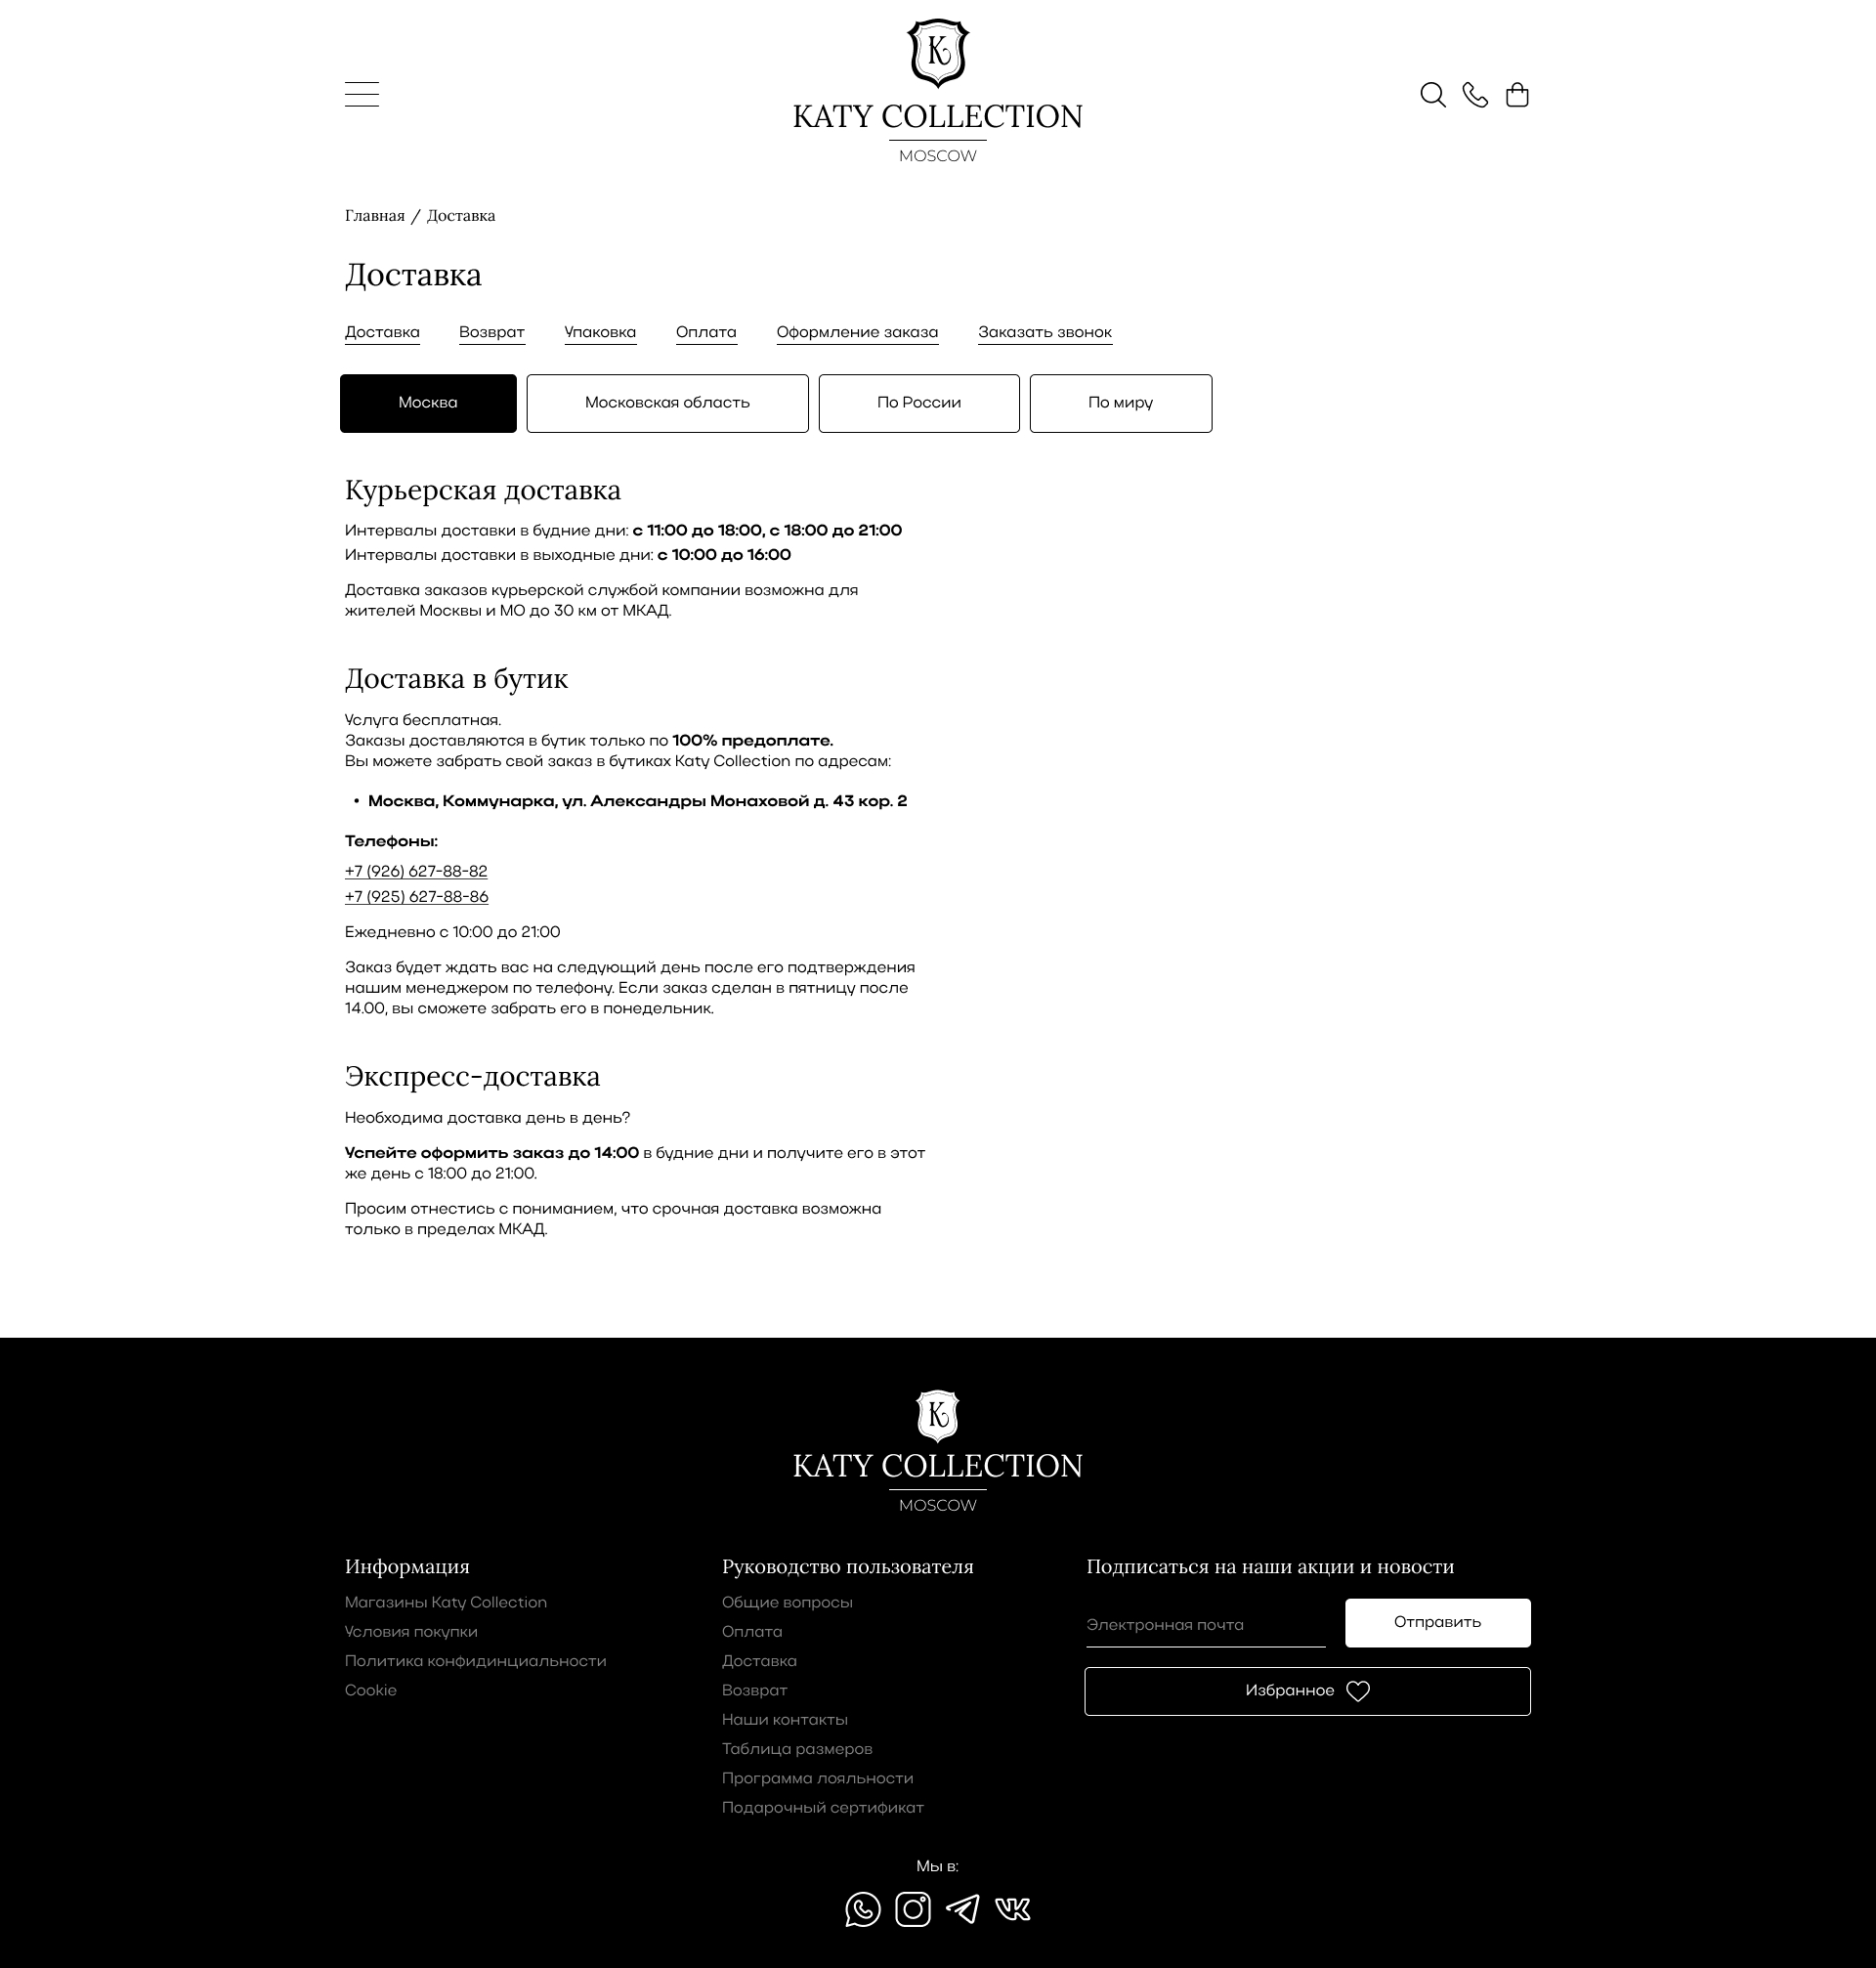 K
KATY COLLECTION
MOSCOW
Главная / Доставка
Доставка
Доставка Возврат Упаковка Оплата Оформление заказа Заказать звонок
Москва Московская область По России По миру
Курьерская доставка
Интервалы доставки в будние дни: с 11:00 до 18:00, с 18:00 до 21:00
Интервалы доставки в выходные дни: с 10:00 до 16:00
Доставка заказов курьерской службой компании возможна для
жителей Москвы и МО до 30 км от МКАД.
Доставка в бутик
Услуга бесплатная.
Заказы доставляются в бутик только по 100% предоплате.
Вы можете забрать свой заказ в бутиках Katy Collection по адресам:
• Москва, Коммунарка, ул. Александры Монаховой д. 43 кор. 2
Телефоны:
+7 (926) 627-88-82
+7 (925) 627-88-86
Ежедневно с 10:00 до 21:00
Заказ будет ждать вас на следующий день после его подтверждения
нашим менеджером по телефону. Если заказ сделан в пятницу после
14.00, вы сможете забрать его в понедельник.
Экспресс-доставка
Необходима доставка день в день?
Успейте оформить заказ до 14:00 в будние дни и получите его в этот
же день с 18:00 до 21:00.
Просим отнестись с пониманием, что срочная доставка возможна
только в пределах МКАД.
K
KATY COLLECTION
MOSCOW
Информация
Магазины Katy Collection
Условия покупки
Политика конфидинциальности
Cookie
Руководство пользователя
Общие вопросы
Оплата
Доставка
Возврат
Наши контакты
Таблица размеров
Программа лояльности
Подарочный сертификат
Подписаться на наши акции и новости
Электронная почта Отправить
Избранное
Мы в: